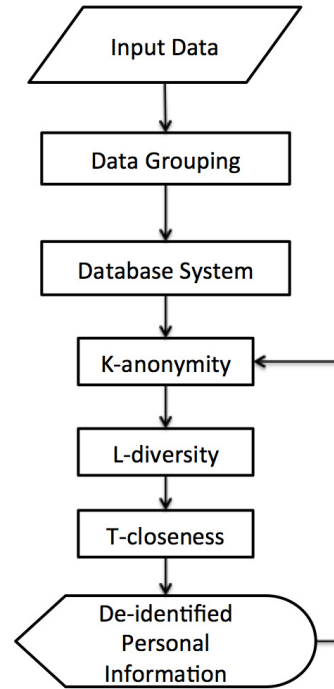 Input Data
Data Grouping
Database System
K-anonymity
L-diversity
T-closeness
De-identified
Personal
Information